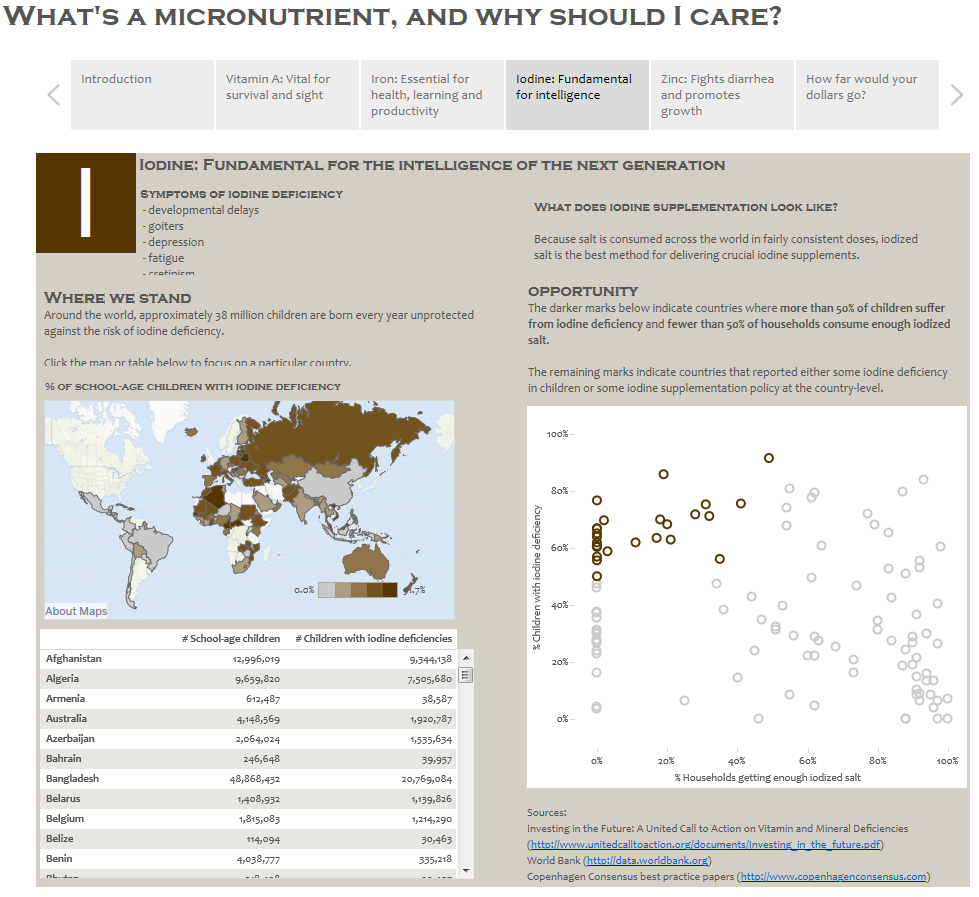 What's a micronutrient, and why should I care?
Introduction
Vitamin A: Vital for
survival and sight
Iron: Essential for
health, learning and
productivity
Iodine: Fundamental
for intelligence
Zinc: Fights diarrhea
and promotes
growth
How far would your
dollars go?
I
Iodine: Fundamental for the intelligence of the next generation
Symptoms of iodine deficiency
- developmental delays
- goiters
- depression
- fatigue
- cretinism
What does iodine supplementation look like?
Because salt is consumed across the world in fairly consistent doses, iodized
salt is the best method for delivering crucial iodine supplements.
Where we stand
Around the world, approximately 38 million children are born every year unprotected
against the risk of iodine deficiency.
Click the map or table below to focus on a particular country.
% of school-age children with iodine deficiency
0.0%
About Maps
Opportunity
The darker marks below indicate countries where more than 50% of children suffer
from iodine deficiency and fewer than 50% of households consume enough iodized
salt.
The remaining marks indicate countries that reported either some iodine deficiency
in children or some iodine supplementation policy at the country-level.
# School-age children # Children with iodine deficiencies
Afghanistan 12,996,019 9,344,138
Algeria 9,659,820 7,505,680
Armenia 612,487 38,587
Australia 4,148,569 1,920,787
Azerbaijan 2,064,024 1,535,634
Bahrain 246,648 39,957
Bangladesh 48,868,432 20,769,084
Belarus 1,408,932 1,139,826
Belgium 1,815,083 1,214,290
Belize 114,094 30,463
Benin 4,038,777 335,218
Bhutan
% Children with iodine deficiency
100%
80%
60%
40%
20%
0%
0% 20% 40% 60% 80% 100%
% Households getting enough iodized salt
Sources:
Investing in the Future: A United Call to Action on Vitamin and Mineral Deficiencies
(http://www.unitedcalltoaction.org/documents/Investing_in_the_future.pdf)
World Bank (http://data.worldbank.org)
Copenhagen Consensus best practice papers (http://www.copenhagenconsensus.com)